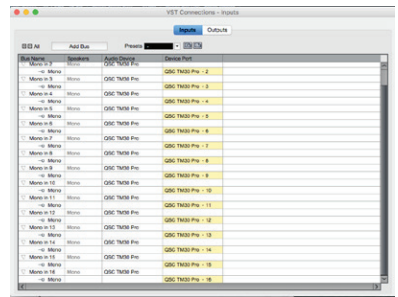 VST Connections - Inputs
Inputs Outputs
All Add Bus Presets -
Bus Name Speakers Audio Device Device Port
Mono in 2 Mono QSC TM30 Pro
Mono QSC TM30 Pro - 2
Mono in 3 Mono QSC TM30 Pro
Mono QSC TM30 Pro - 3
Mono in 4 Mono QSC TM30 Pro
Mono QSC TM30 Pro - 4
Mono in 5 Mono QSC TM30 Pro
Mono QSC TM30 Pro - 5
Mono in 6 Mono QSC TM30 Pro
Mono QSC TM30 Pro - 6
Mono in 7 Mono QSC TM30 Pro
Mono QSC TM30 Pro - 7
Mono in 8 Mono QSC TM30 Pro
Mono QSC TM30 Pro - 8
Mono in 9 Mono QSC TM30 Pro
Mono QSC TM30 Pro - 9
Mono in 10 Mono QSC TM30 Pro
Mono QSC TM30 Pro - 10
Mono in 11 Mono QSC TM30 Pro
Mono QSC TM30 Pro - 11
Mono in 12 Mono QSC TM30 Pro
Mono QSC TM30 Pro - 12
Mono in 13 Mono QSC TM30 Pro
Mono QSC TM30 Pro - 13
Mono in 14 Mono QSC TM30 Pro
Mono QSC TM30 Pro - 14
Mono in 15 Mono QSC TM30 Pro
Mono QSC TM30 Pro - 15
Mono in 16 Mono QSC TM30 Pro
Mono QSC TM30 Pro - 16